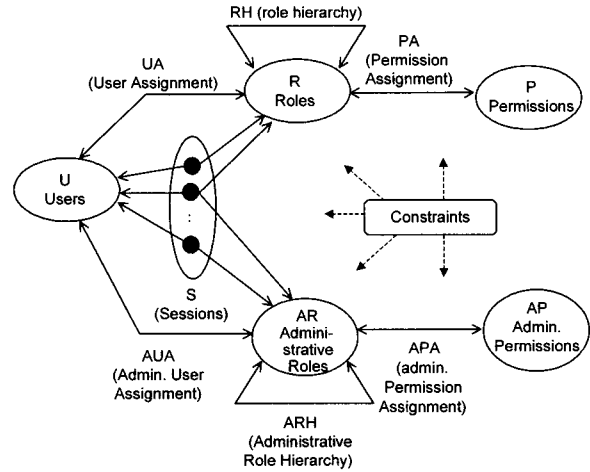 RH (role hierarchy)
UA
(User Assignment)
R
Roles
PA
(Permission
Assignment)
P
Permissions
U
Users
:
Constraints
S
(Sessions)
AR
Admini-
strative
Roles
AP
Admin.
Permissions
AUA
(Admin. User
Assignment)
APA
(admin.
Permission
Assignment)
ARH
(Administrative
Role Hierarchy)